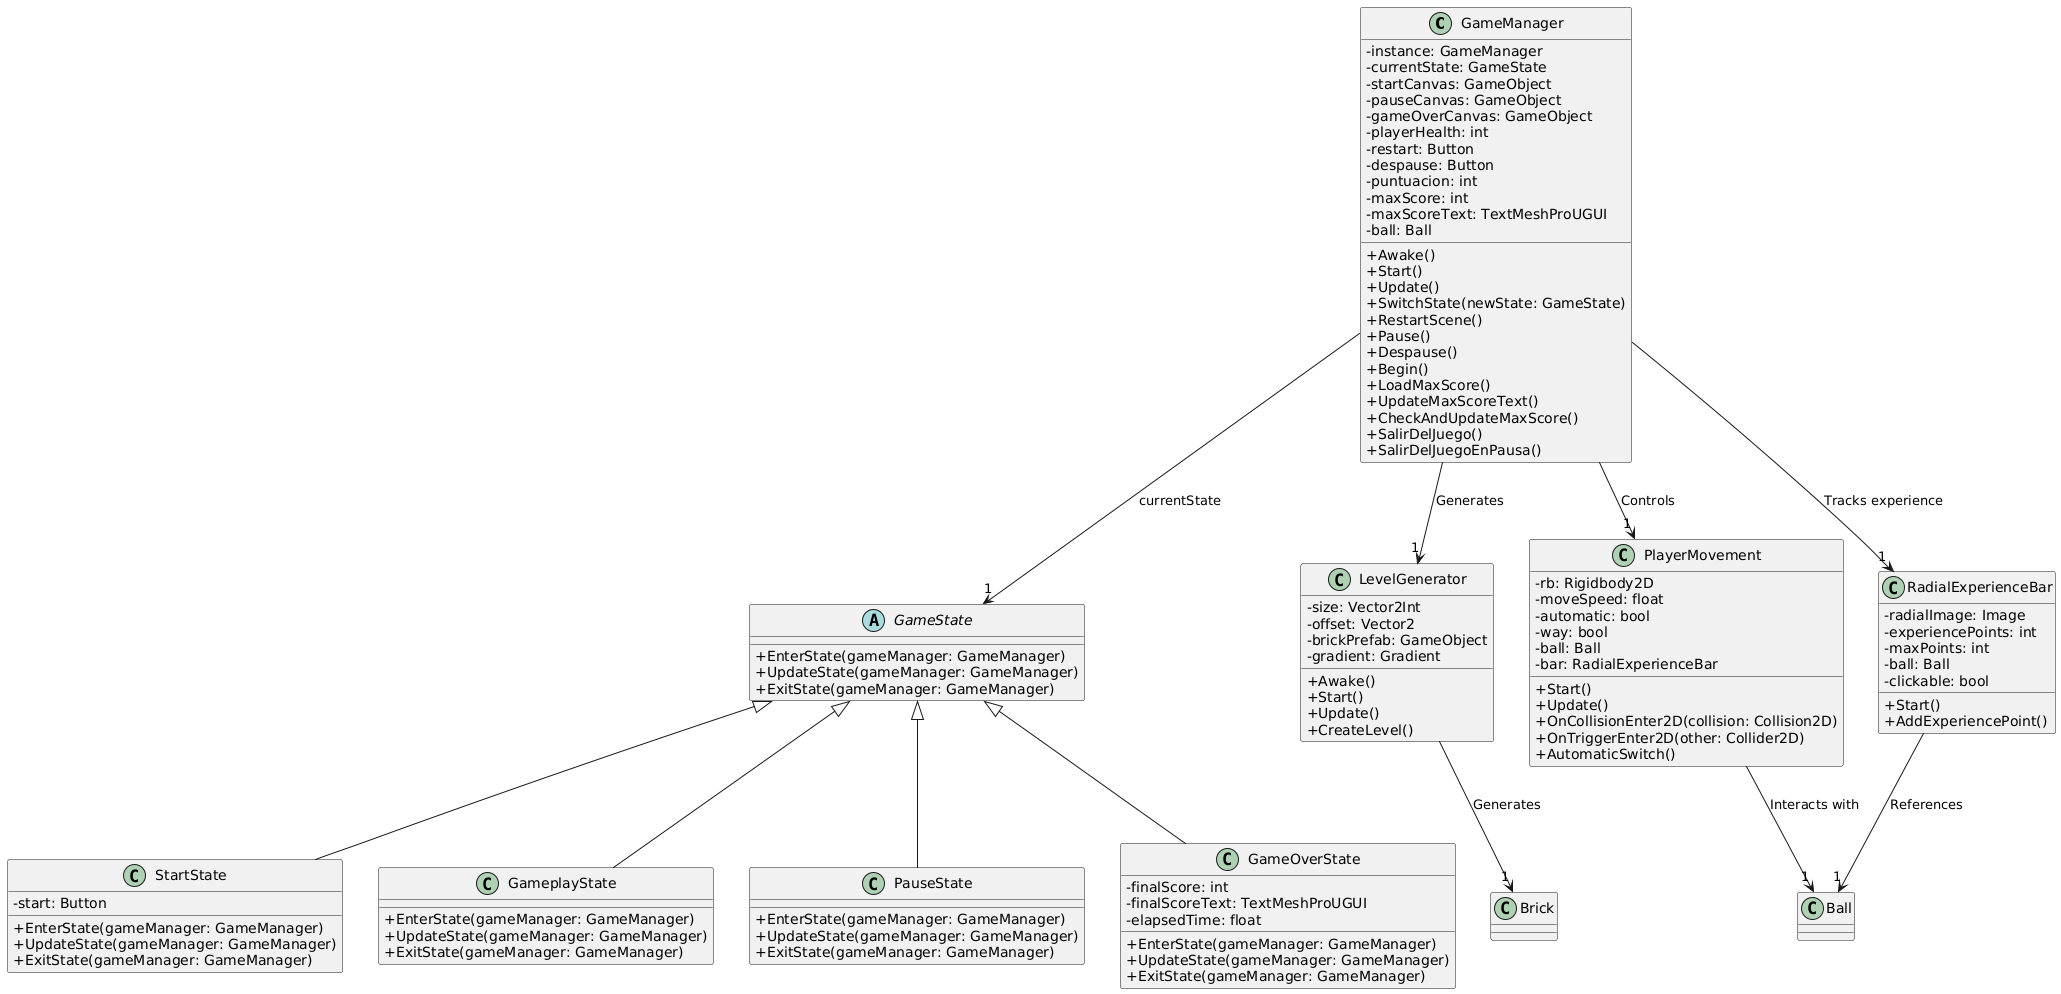 C GameManager
-instance: GameManager
-currentState: GameState
-startCanvas: GameObject
-pauseCanvas: GameObject
-gameOverCanvas: GameObject
-playerHealth: int
-restart: Button
-despause: Button
-puntuacion: int
-maxScore: int
-maxScoreText: TextMeshProUGUI
-ball: Ball
+Awake()
+Start()
+Update()
+SwitchState(newState: GameState)
+RestartScene()
+Pause()
+Despause()
+Begin()
+LoadMaxScore()
+UpdateMaxScoreText()
+CheckAndUpdateMaxScore()
+SalirDelJuego()
+SalirDelJuegoEnPausa()
currentState
1
Generates
1
Controls
1
Tracks experience
1
A GameState
+EnterState(gameManager: GameManager)
+UpdateState(gameManager: GameManager)
+ExitState(gameManager: GameManager)
C LevelGenerator
-size: Vector2Int
-offset: Vector2
-brickPrefab: GameObject
-gradient: Gradient
+Awake()
+Start()
+Update()
+CreateLevel()
C PlayerMovement
-rb: Rigidbody2D
-moveSpeed: float
-automatic: bool
-way: bool
-ball: Ball
-bar: RadialExperienceBar
+Start()
+Update()
+OnCollisionEnter2D(collision: Collision2D)
+OnTriggerEnter2D(other: Collider2D)
+AutomaticSwitch()
C RadialExperienceBar
-radialImage: Image
-experiencePoints: int
-maxPoints: int
-ball: Ball
-clickable: bool
+Start()
+AddExperiencePoint()
Generates
1
Interacts with
1
References
1
C StartState
-start: Button
+EnterState(gameManager: GameManager)
+UpdateState(gameManager: GameManager)
+ExitState(gameManager: GameManager)
C GameplayState
+EnterState(gameManager: GameManager)
+UpdateState(gameManager: GameManager)
+ExitState(gameManager: GameManager)
C PauseState
+EnterState(gameManager: GameManager)
+UpdateState(gameManager: GameManager)
+ExitState(gameManager: GameManager)
C GameOverState
-finalScore: int
-finalScoreText: TextMeshProUGUI
-elapsedTime: float
+EnterState(gameManager: GameManager)
+UpdateState(gameManager: GameManager)
+ExitState(gameManager: GameManager)
C Brick
C Ball